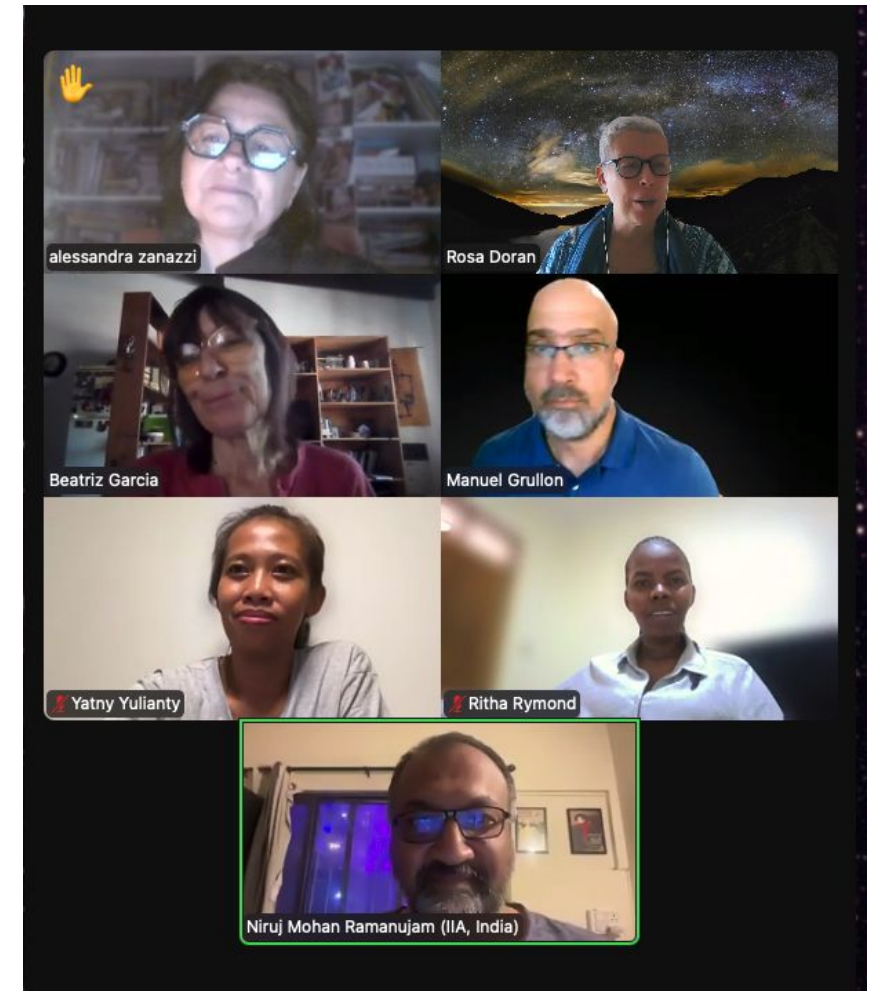 alessandra zanazzi
Rosa Doran
Beatriz Garcia
Manuel Grullon
Yatny Yulianty
Ritha Rymond
Niruj Mohan Ramanujam (IIA, India)